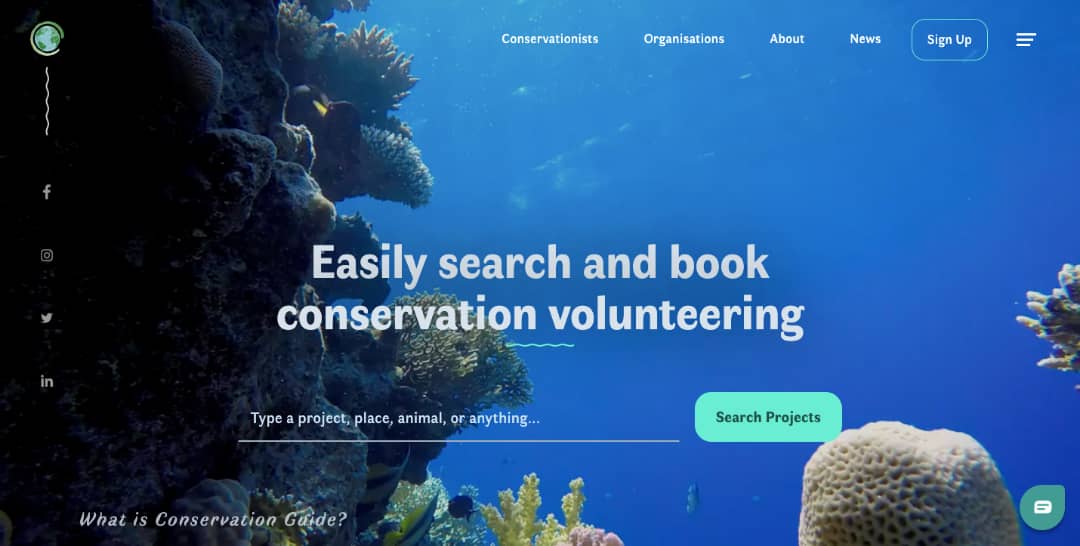 Conservationists
Organisations
About
News
Sign Up
Easily search and book
conservation volunteering
Type a project, place, animal, or anything...
Search Projects
What is Conservation Guide?